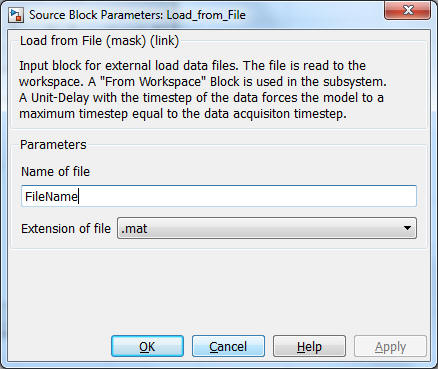 Source Block Parameters: Load_from_File
Load from File (mask) (link)
Input block for external load data files. The file is read to the
workspace. A "From Workspace" Block is used in the subsystem.
A Unit-Delay with the timestep of the data forces the model to a
maximum timestep equal to the data acquisiton timestep.
Parameters
Name of file
FileName
Extension of file .mat
OK Cancel Help Apply